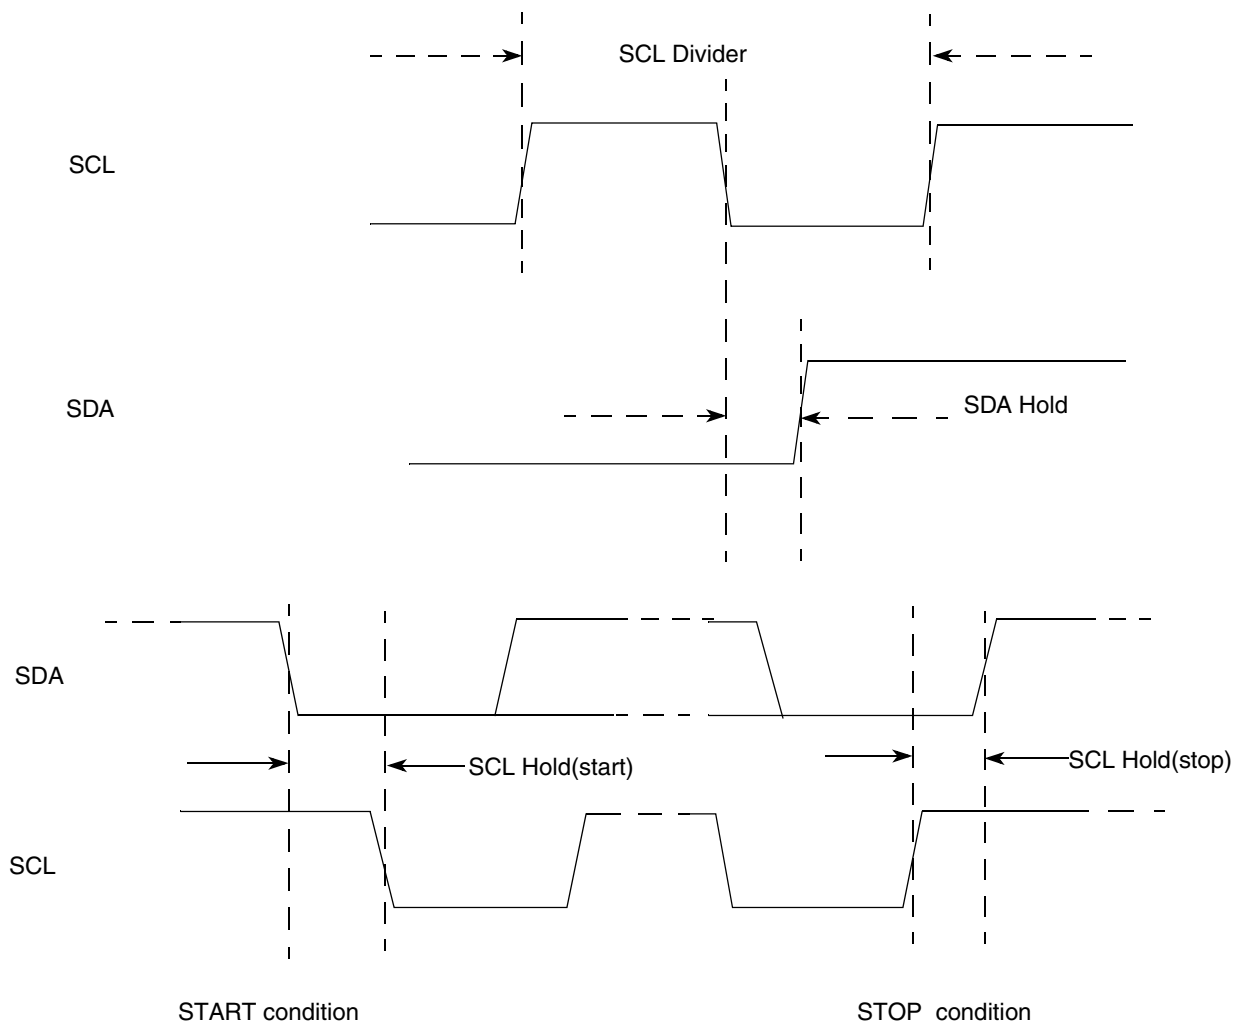 SCL Divider
SCL
SDA
SDA Hold
SDA
SCL Hold(start)
SCL Hold(stop)
SCL
START condition
STOP condition